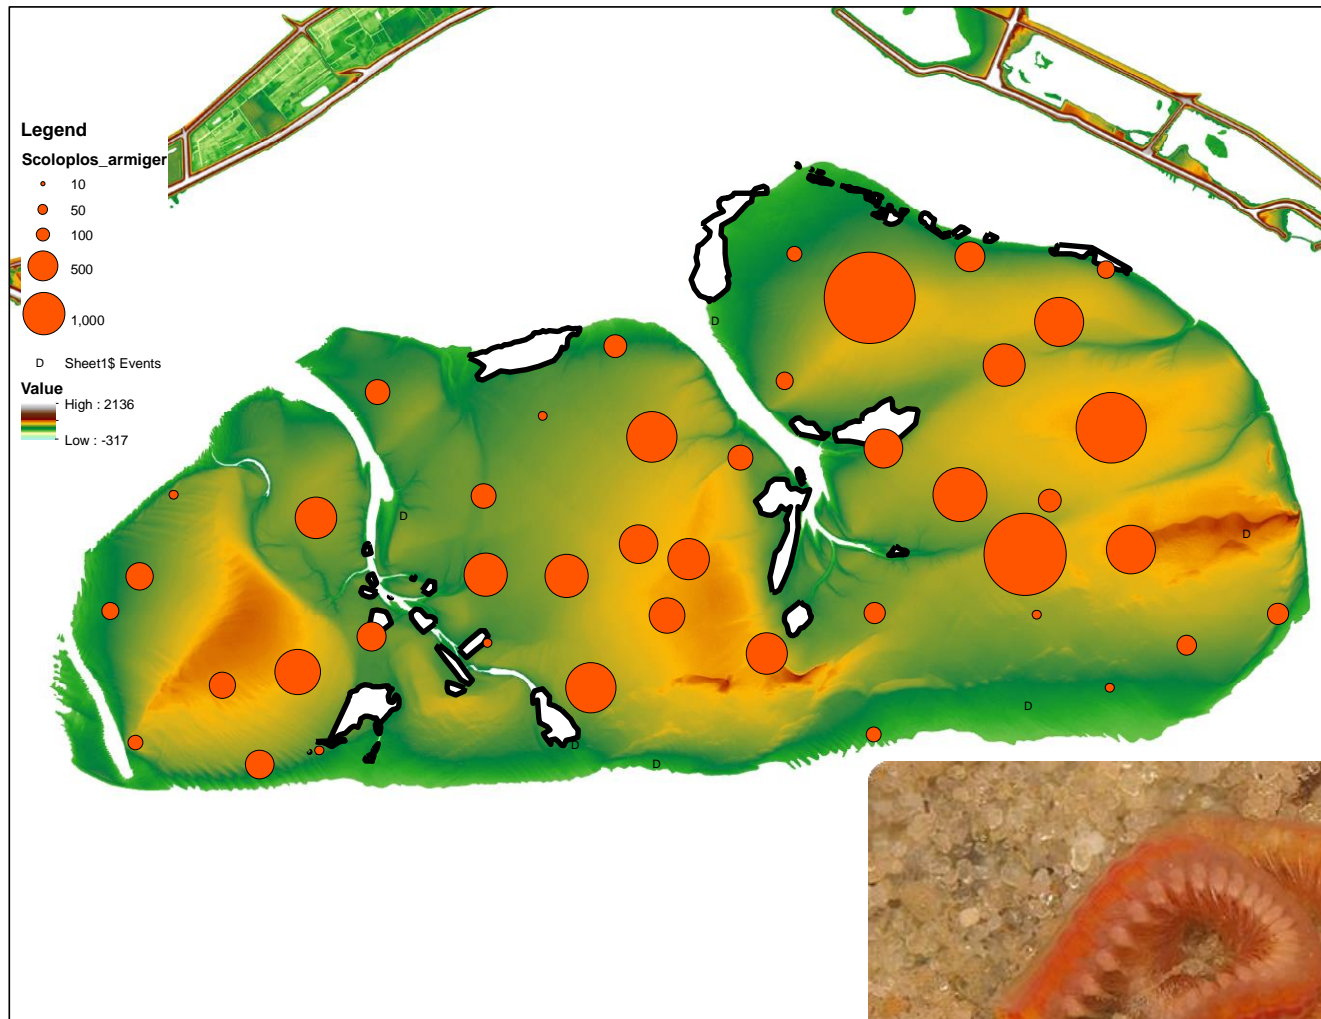 Legend
Scoloplos_armiger
10
50
100
500
1,000
D Sheet1$ Events
Value
High : 2136
Low : -317
D
D
D
D
D
D